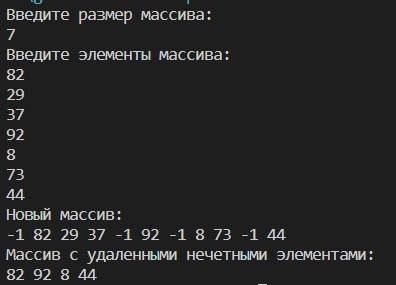 Введите размер массива:
7
Введите элементы массива:
82
29
37
92
8
73
44
Новый массив:
-1 82 29 37 -1 92 -1 8 73 -1 44
Массив с удаленными нечетными элементами:
82 92 8 44